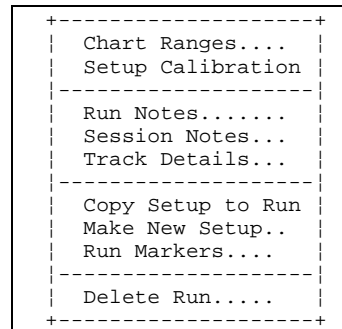 +--------------------+
¦  Chart Ranges....  ¦
¦  Setup Calibration ¦
¦--------------------¦
¦  Run Notes.......  ¦
¦  Session Notes...  ¦
¦  Track Details...  ¦
¦--------------------¦
¦  Copy Setup to Run ¦
¦  Make New Setup..  ¦
¦  Run Markers....   ¦
¦--------------------¦
¦  Delete Run.....   ¦
+--------------------+